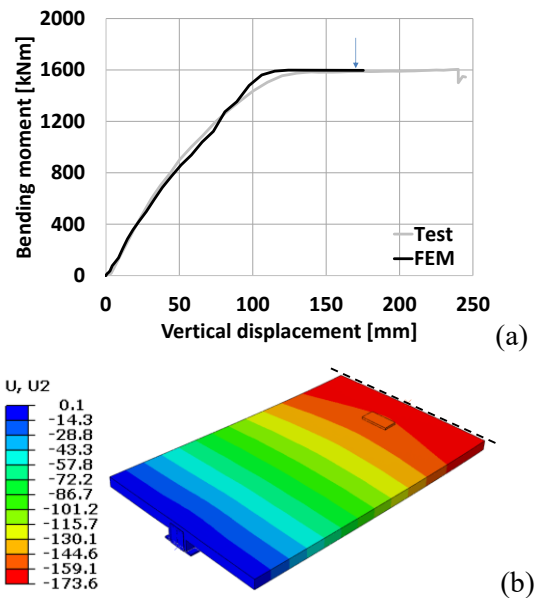 2000
1600
1200
800
400
0
Bending moment [kNm]
Test
FEM
0 50 100 150 200 250
Vertical displacement [mm]
(a)
U, U2
0.1
-14.3
-28.8
-43.3
-57.8
-72.2
-86.7
-101.2
-115.7
-130.1
-144.6
-159.1
-173.6
(b)